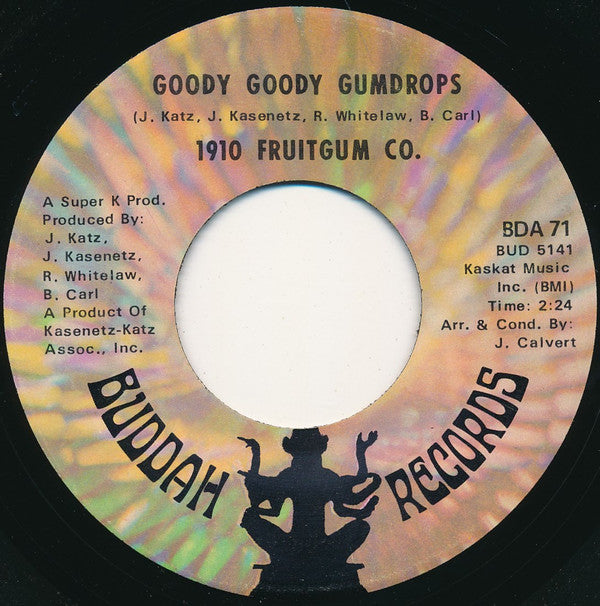 GOODY GOODY GUMDROPS
(J. Katz, J. Kasenetz, R. Whitelaw, B. Carl)
1910 FRUITGUM CO.
A Super K Prod.
Produced By:
J. Katz,
J. Kasenetz,
R. Whitelaw,
B. Carl
A Product Of
Kasenetz-Katz
Assoc., Inc.
BDA 71
BUD 5141
Kaskat Music
Inc. (BMI)
Time: 2:24
Arr. & Cond. By:
J. Calvert
BUDDAH RECORDS